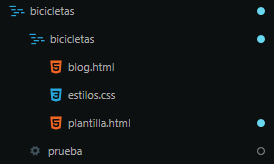 bicicletas
bicicletas
blog.html
estilos.css
plantilla.html
prueba